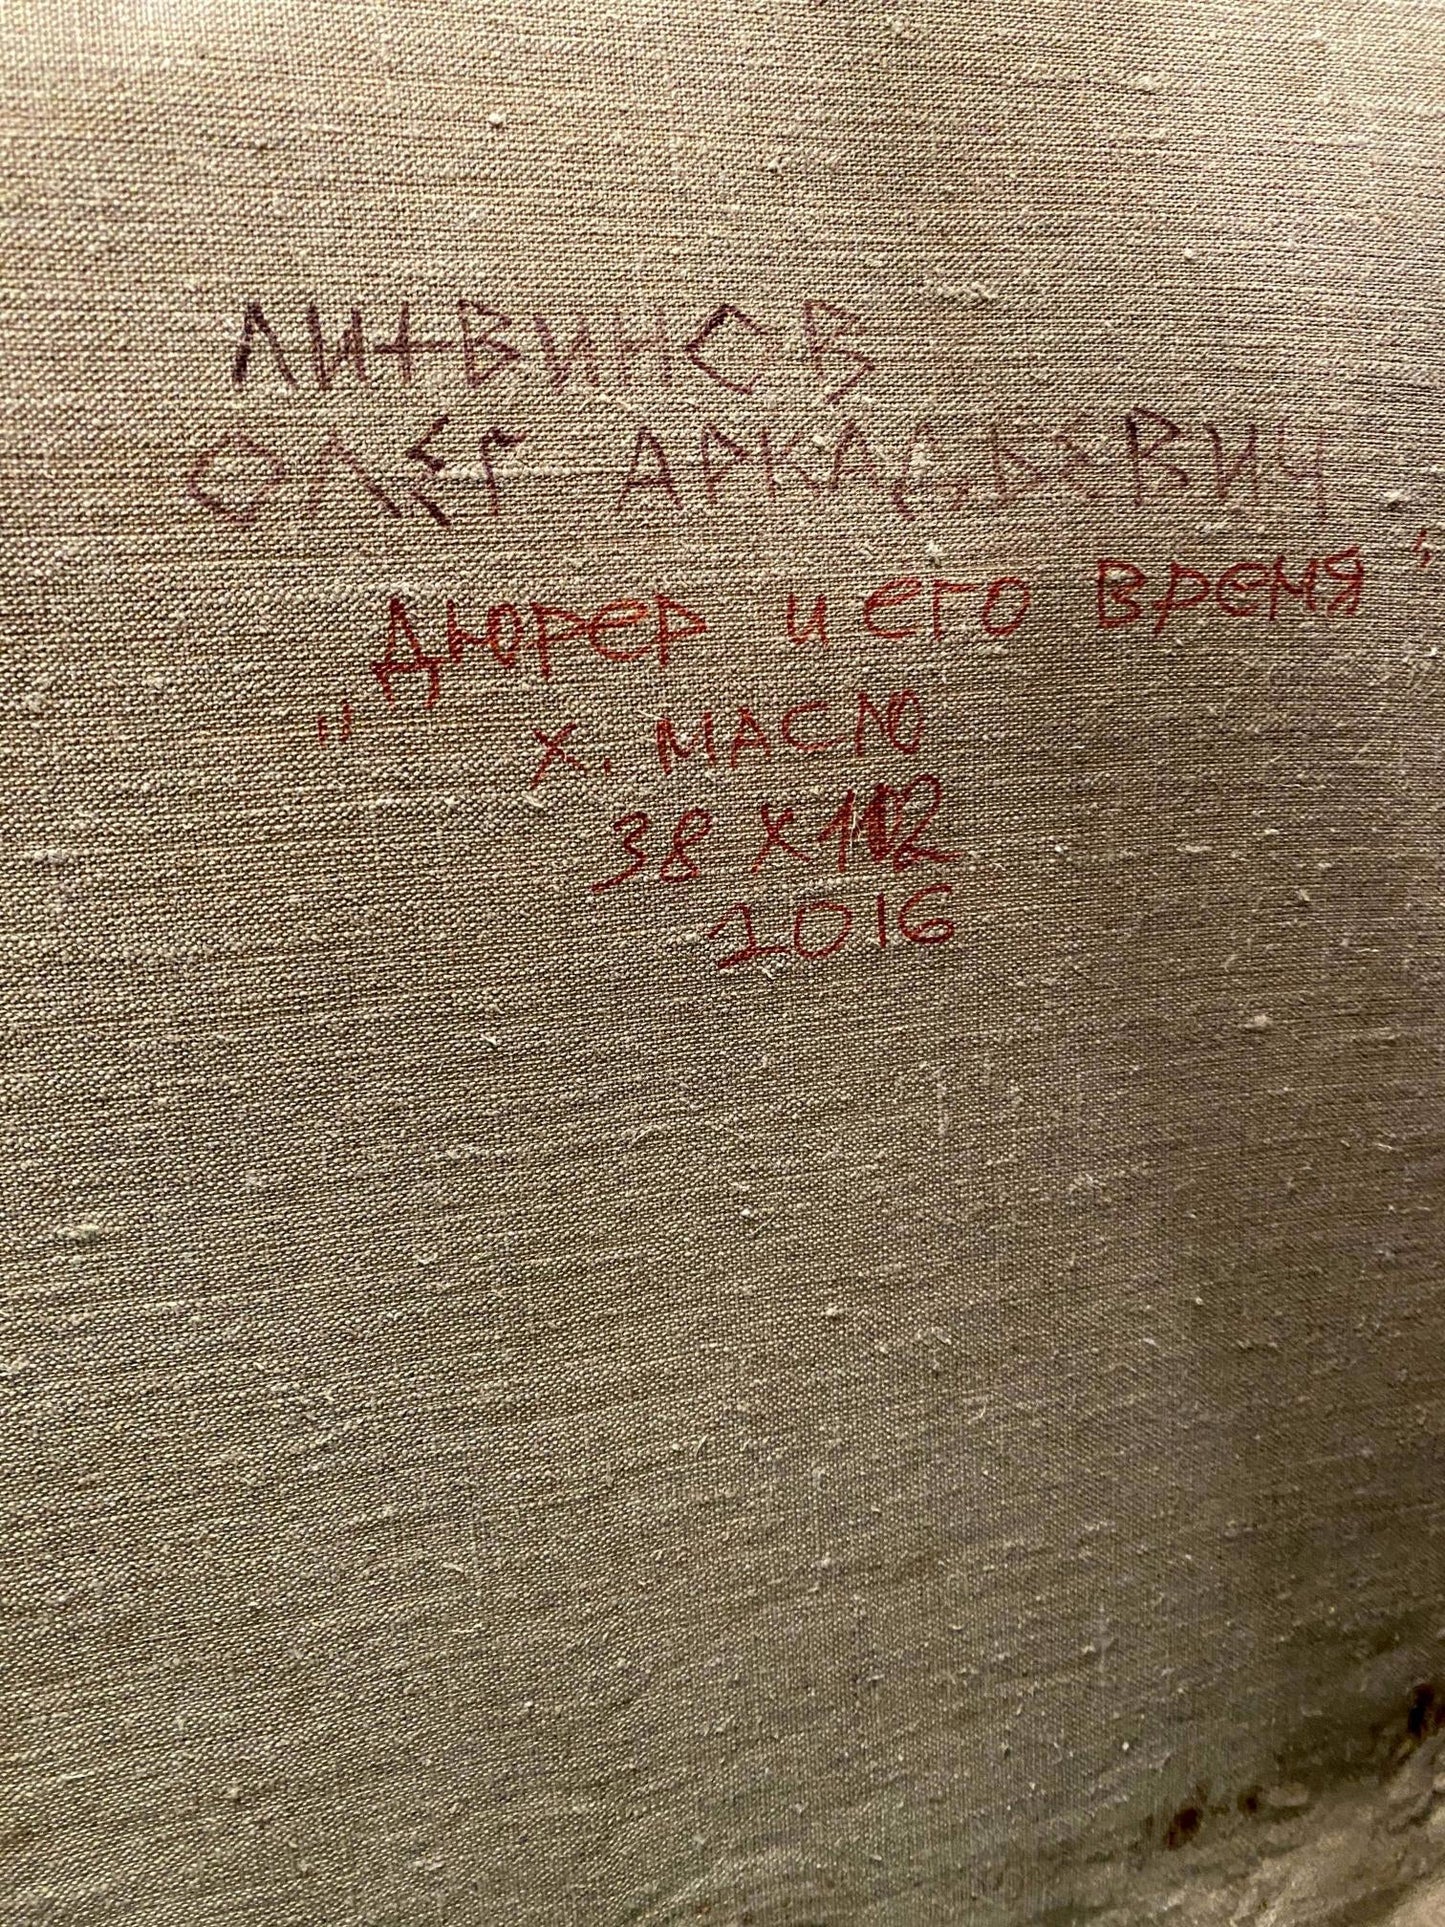 ЛИТВИНОВ
ОЛЕГ АРКАДЬЕВИЧ
"ДЮРЕР И ЕГО ВРЕМЯ"
Х. МАСЛО
38 X 102
2016